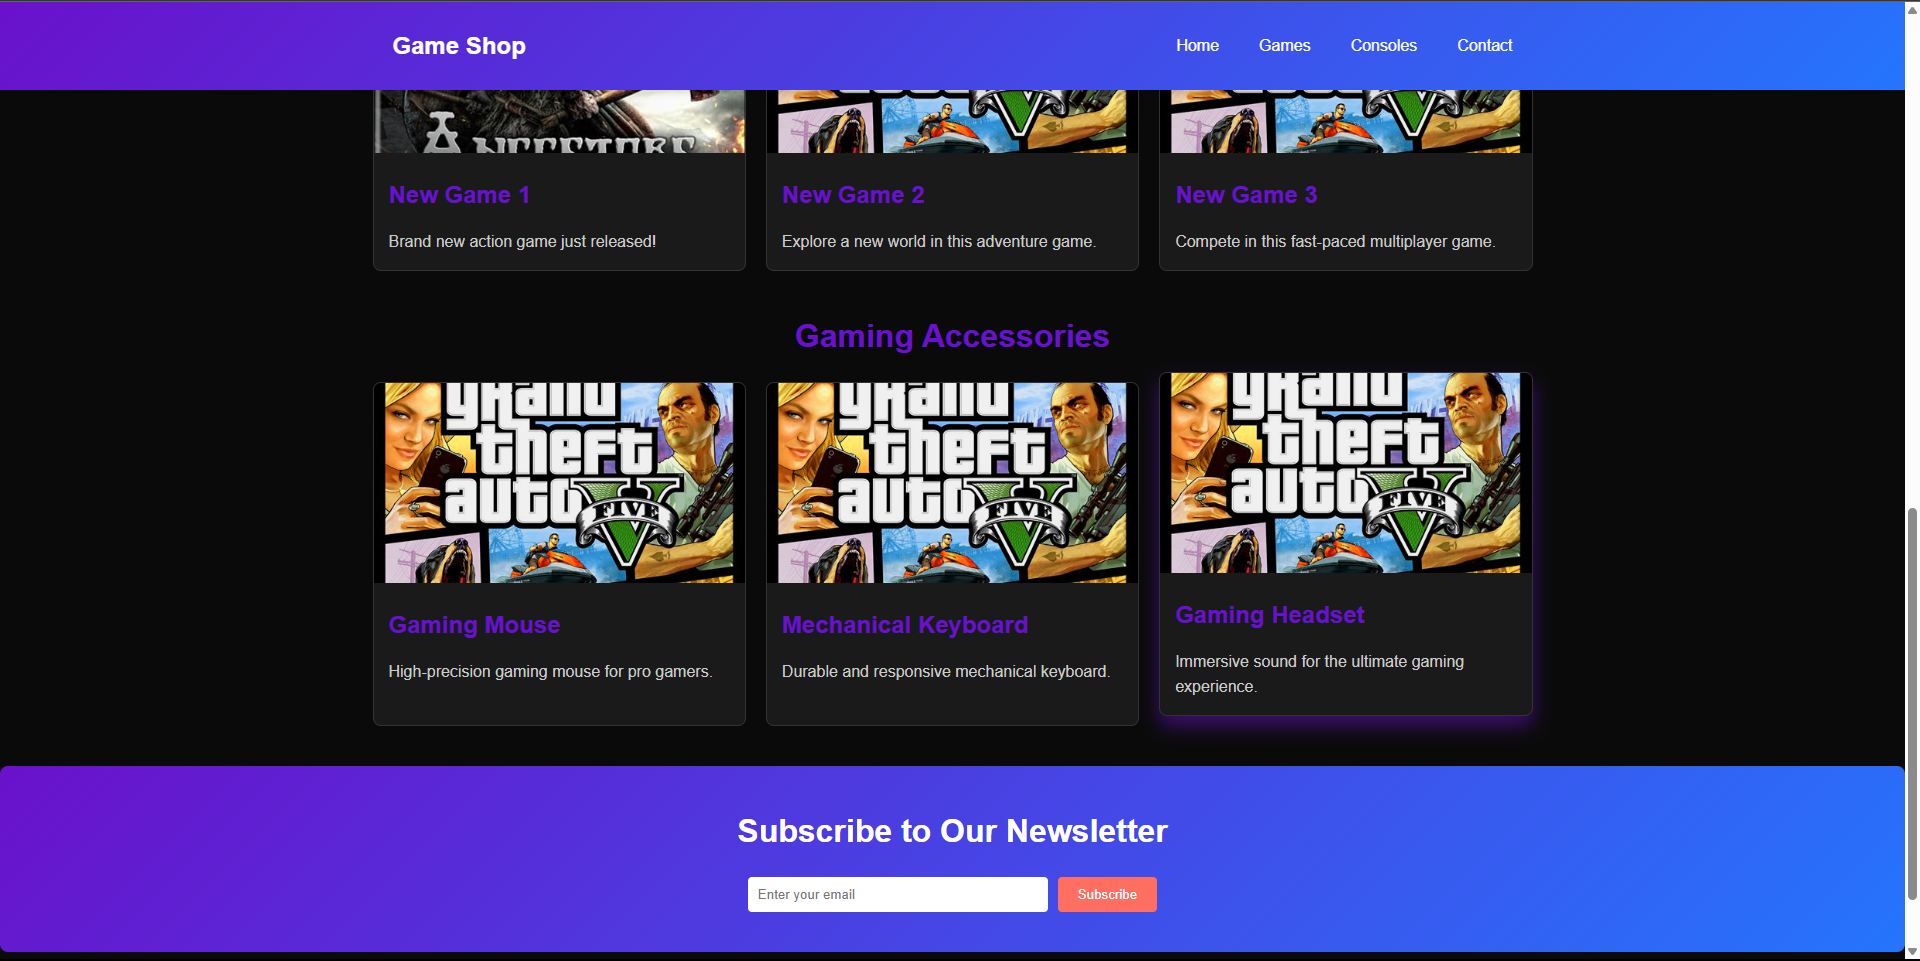 Game Shop
Home Games Consoles Contact
New Game 1
Brand new action game just released!
New Game 2
Explore a new world in this adventure game.
New Game 3
Compete in this fast-paced multiplayer game.
Gaming Accessories
grand
theft
auto
FIVE
grand
theft
auto
FIVE
grand
theft
auto
FIVE
Gaming Mouse
High-precision gaming mouse for pro gamers.
Mechanical Keyboard
Durable and responsive mechanical keyboard.
Gaming Headset
Immersive sound for the ultimate gaming
experience.
Subscribe to Our Newsletter
Enter your email
Subscribe